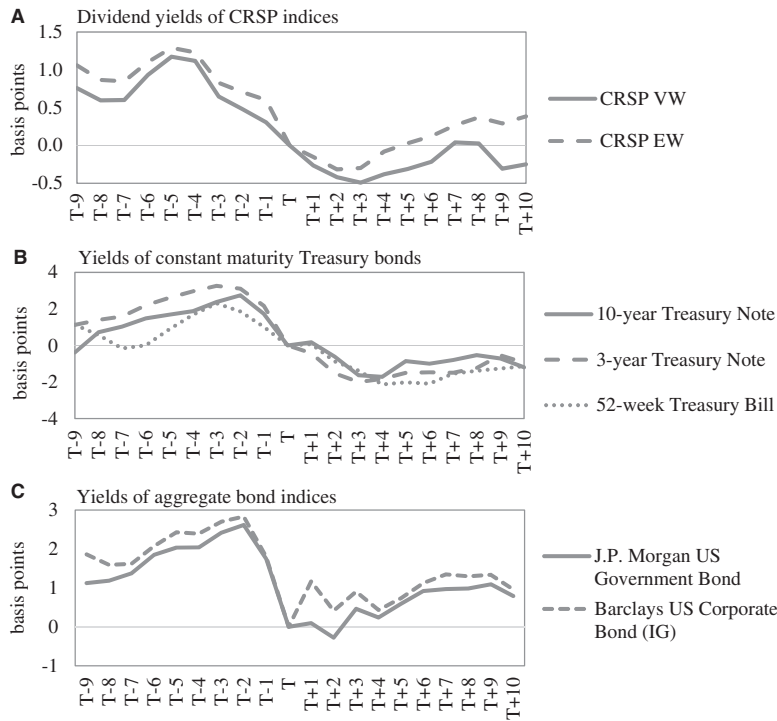 A Dividend yields of CRSP indices
basis points
1.5
1.0
0.5
0.0
-0.5
T-9 T-8 T-7 T-6 T-5 T-4 T-3 T-2 T-1 T T+1 T+2 T+3 T+4 T+5 T+6 T+7 T+8 T+9 T+10
CRSP VW
CRSP EW
B Yields of constant maturity Treasury bonds
basis points
4
2
0
-2
-4
T-9 T-8 T-7 T-6 T-5 T-4 T-3 T-2 T-1 T T+1 T+2 T+3 T+4 T+5 T+6 T+7 T+8 T+9 T+10
10-year Treasury Note
3-year Treasury Note
52-week Treasury Bill
C Yields of aggregate bond indices
basis points
3
2
1
0
-1
T-9 T-8 T-7 T-6 T-5 T-4 T-3 T-2 T-1 T T+1 T+2 T+3 T+4 T+5 T+6 T+7 T+8 T+9 T+10
J.P. Morgan US
Government Bond
Barclays US Corporate
Bond (IG)